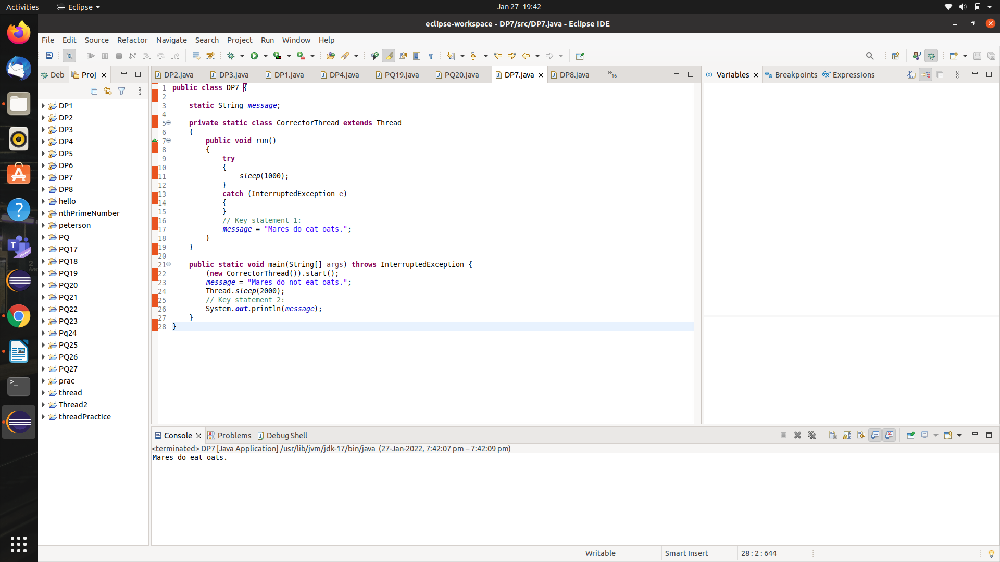 Activities
Eclipse
Jan 27 19:42
eclipse-workspace - DP7/src/DP7.java - Eclipse IDE
File Edit Source Refactor Navigate Search Project Run Window Help
Deb
Proj
DP2.java DP3.java DP1.java DP4.java PQ19.java PQ20.java DP7.java DP8.java
»16
(x)= Variables Breakpoints Expressions
DP1
DP2
DP3
DP4
DP5
DP6
DP7
DP8
hello
nthPrimeNumber
peterson
PQ
PQ17
PQ18
PQ19
PQ20
PQ21
PQ22
PQ23
Pq24
PQ25
PQ26
PQ27
prac
thread
Thread2
threadPractice
1 public class DP7 {
2
3 static String message;
4
5 private static class CorrectorThread extends Thread
6 {
7 public void run()
8 {
9 try
10 {
11 sleep(1000);
12 }
13 catch (InterruptedException e)
14 {
15 }
16 // Key statement 1:
17 message = "Mares do eat oats.";
18 }
19 }
20
21 public static void main(String[] args) throws InterruptedException {
22 (new CorrectorThread()).start();
23 message = "Mares do not eat oats.";
24 Thread.sleep(2000);
25 // Key statement 2:
26 System.out.println(message);
27 }
28 }
Console Problems Debug Shell
<terminated> DP7 [Java Application] /usr/lib/jvm/jdk-17/bin/java (27-Jan-2022, 7:42:07 pm – 7:42:09 pm)
Mares do eat oats.
Writable
Smart Insert
28 : 2 : 644